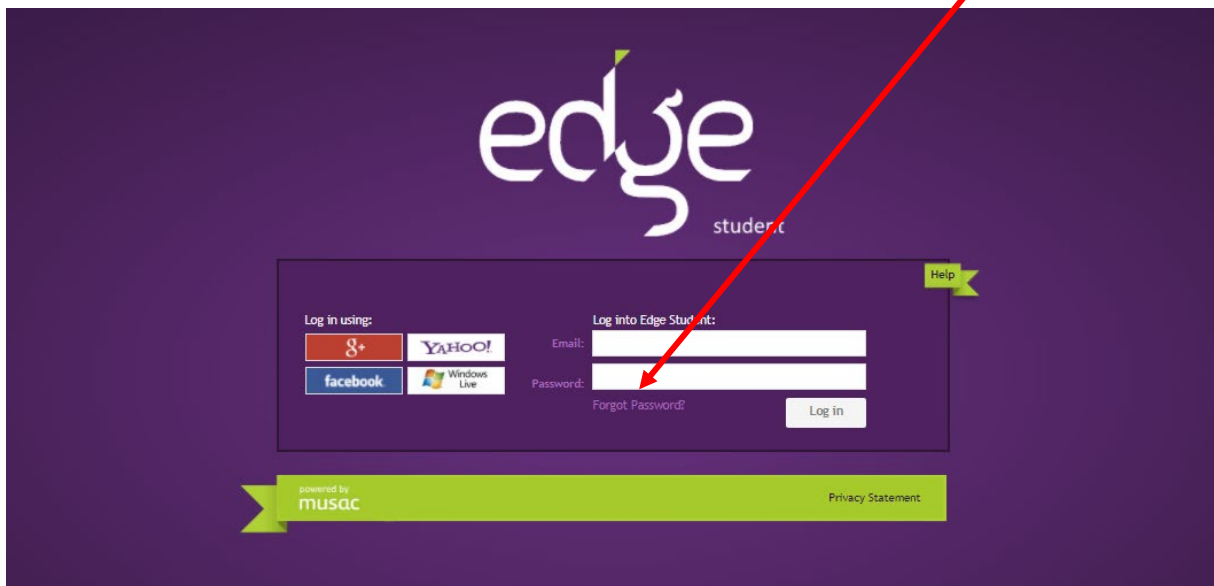 edge
student
Help
Log in using:
g+
YAHOO!
facebook
Windows
Live
Log into Edge Student:
Email:
Password:
Forgot Password?
Log in
powered by
musac
Privacy Statement